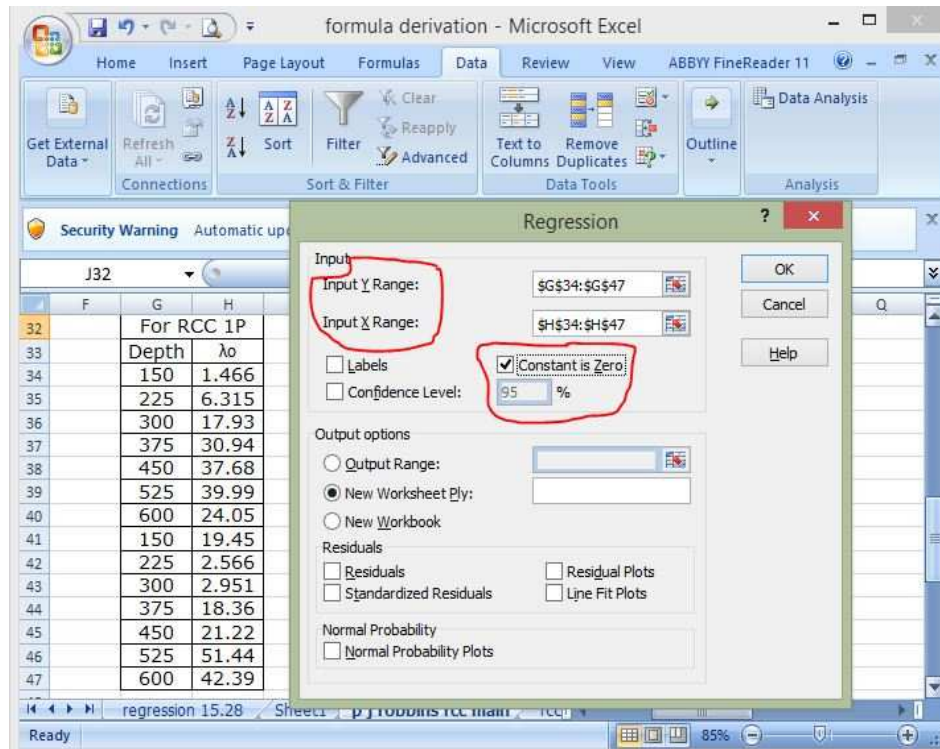 formula derivation - Microsoft Excel
Home Insert Page Layout Formulas Data Review View ABBYY FineReader 11
Get External Data
Refresh All
Sort
Filter
Clear
Reapply
Advanced
Text to Columns
Remove Duplicates
Outline
Data Analysis
Connections
Sort & Filter
Data Tools
Analysis
Security Warning Automatic
J32
F G H Q
32 For RCC 1P
33 Depth λo
34 150 1.466
35 225 6.315
36 300 17.93
37 375 30.94
38 450 37.68
39 525 39.99
40 600 24.05
41 150 19.45
42 225 2.566
43 300 2.951
44 375 18.36
45 450 21.22
46 525 51.44
47 600 42.39
Regression
Input
Input Y Range: $G$34:$G$47
Input X Range: $H$34:$H$47
Labels Constant is Zero
Confidence Level: 95 %
OK
Cancel
Help
Output options
Output Range:
New Worksheet Ply:
New Workbook
Residuals
Residuals Residual Plots
Standardized Residuals Line Fit Plots
Normal Probability
Normal Probability Plots
regression 15.28 Sheet1 p j robbins rcc main
Ready 85%